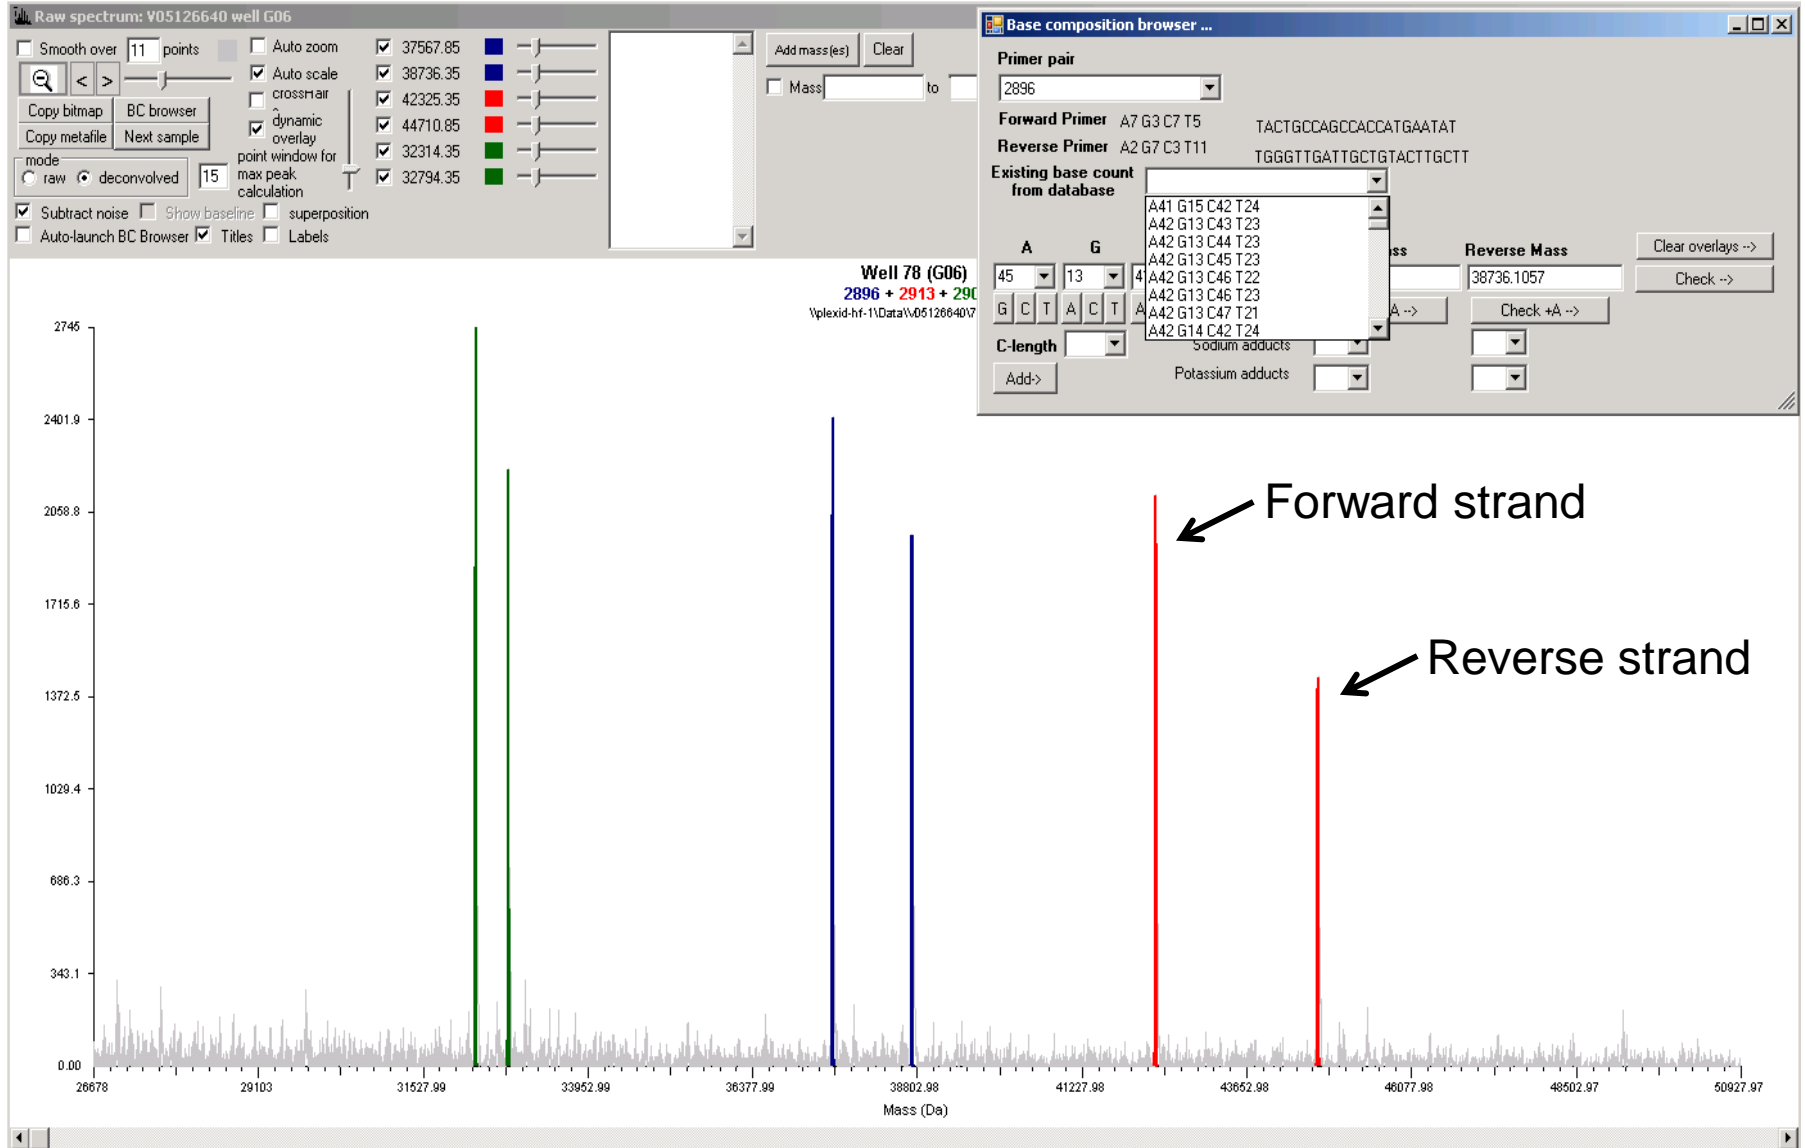 Raw spectrum: V05126640 well G06
Smooth over 11 points
Auto zoom
Auto scale
crossHair
dynamic
overlay
< >
Copy bitmap BC browser
Copy metafile Next sample
mode
raw deconvolved 15
point window for
max peak
calculation
Subtract noise Show baseline superposition
Auto-launch BC Browser Titles Labels
37567.85
38736.35
42325.35
44710.85
32314.35
32794.35
Add mass(es) Clear
Mass to
Base composition browser ...
Primer pair
2896
Forward Primer A7 G3 C7 T5 TACTGCCAGCCACCATGAATAT
Reverse Primer A2 G7 C3 T11 TGGGTTGATTGCTGTACTTGCTT
Existing base count
from database
A41 G15 C42 T24
A42 G13 C43 T23
A42 G13 C44 T23
A42 G13 C45 T23
A42 G13 C46 T22
A42 G13 C46 T23
A42 G13 C47 T21
A42 G14 C42 T24
A G ss Reverse Mass Clear overlays -->
45 13 38736.1057 Check -->
G C T A C T A A --> Check +A -->
C-length Sodium adducts
Add-> Potassium adducts
Well 78 (G06)
2896 + 2913 + 290
\\plexid-hf-1\Data\V05126640\7
Forward strand
Reverse strand
2745
2401.9
2058.8
1715.6
1372.5
1029.4
686.3
343.1
0.00
26678 29103 31527.99 33952.99 36377.99 38802.98 41227.98 43652.98 46077.98 48502.97 50927.97
Mass (Da)